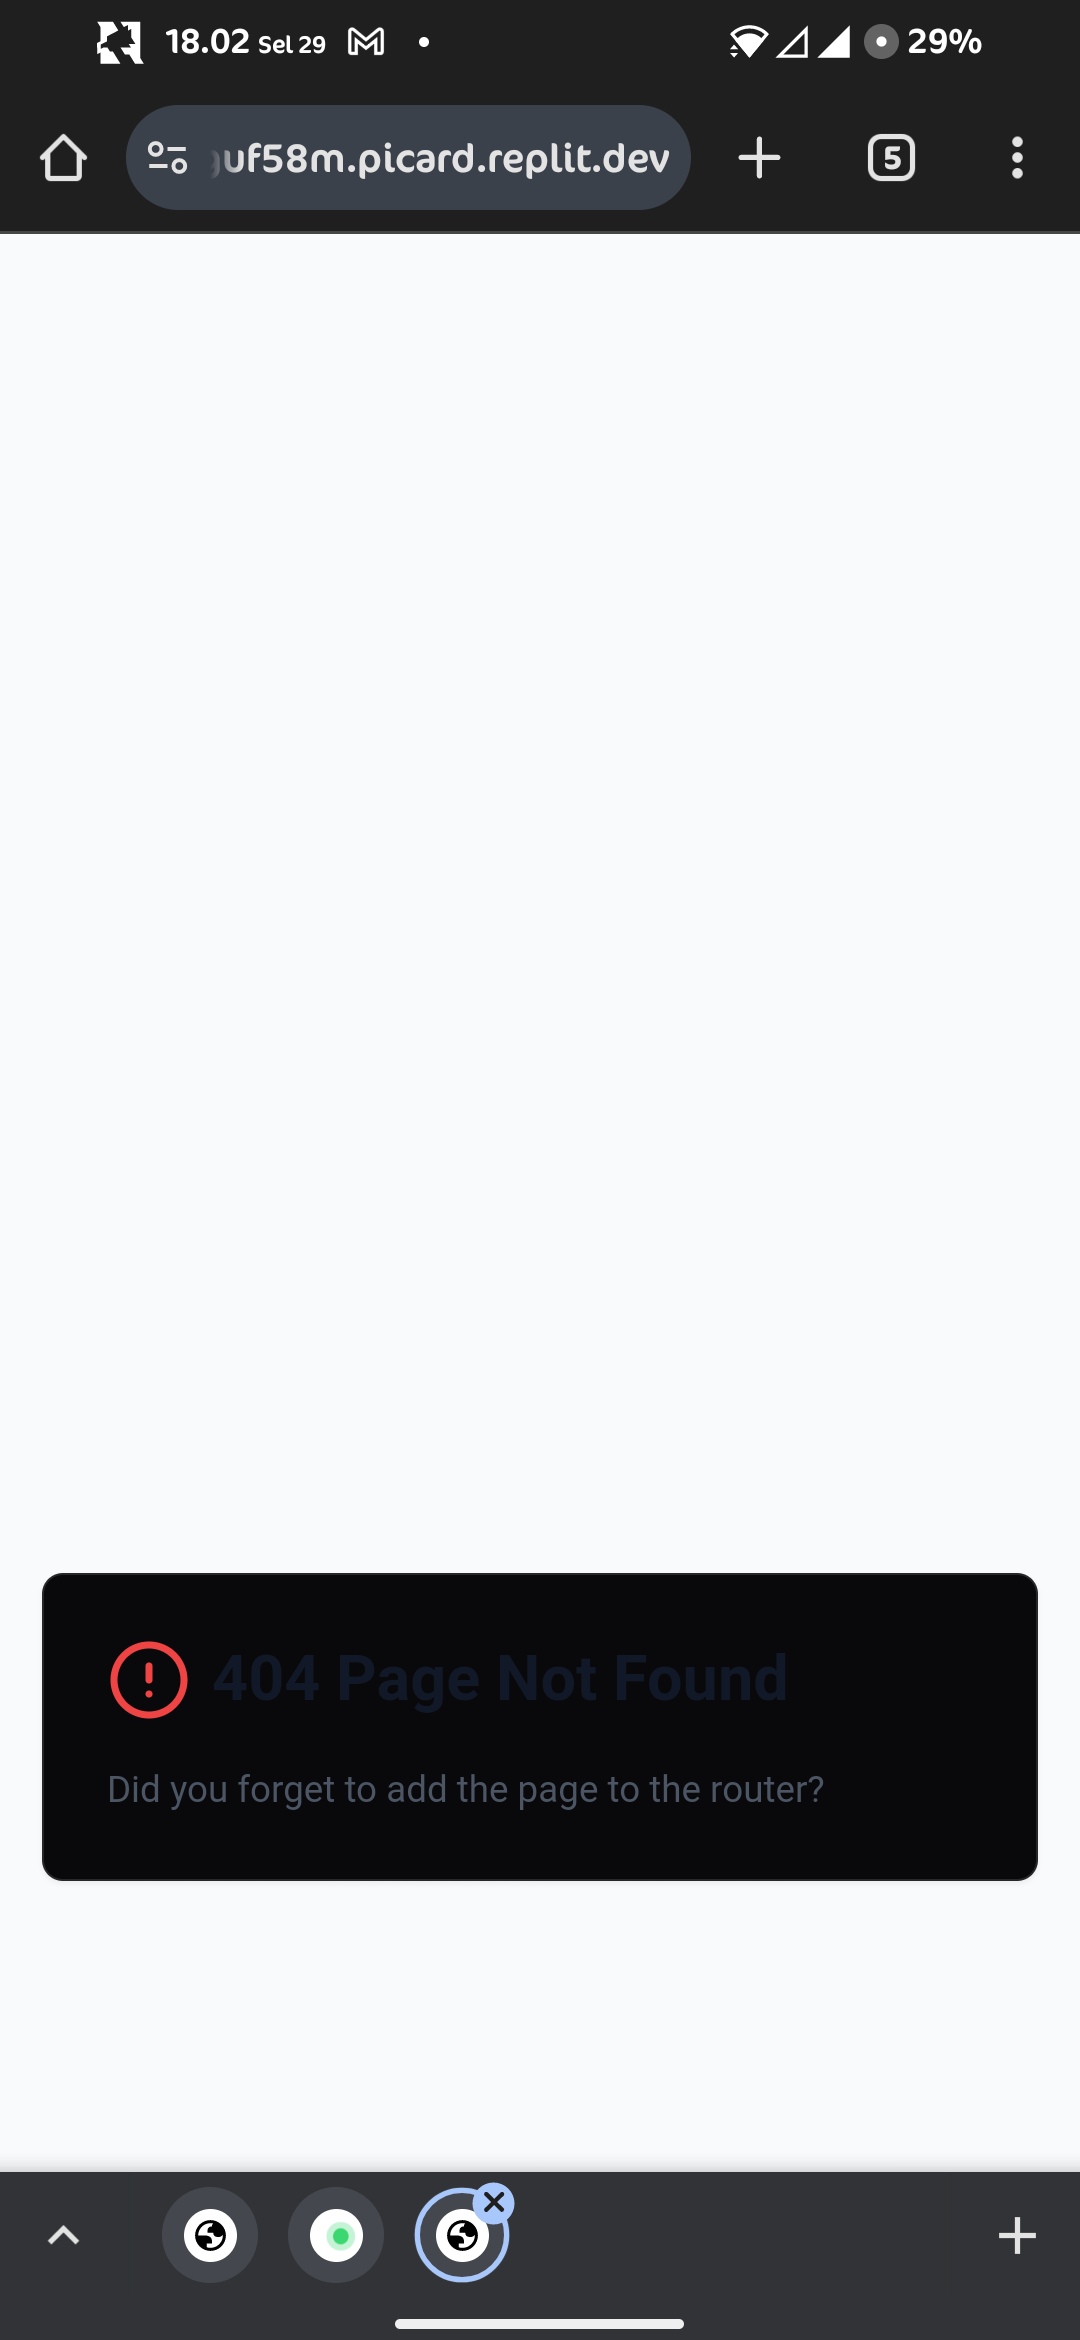 18.02 Sel 29
29%
uf58m.picard.replit.dev
5
404 Page Not Found
Did you forget to add the page to the router?